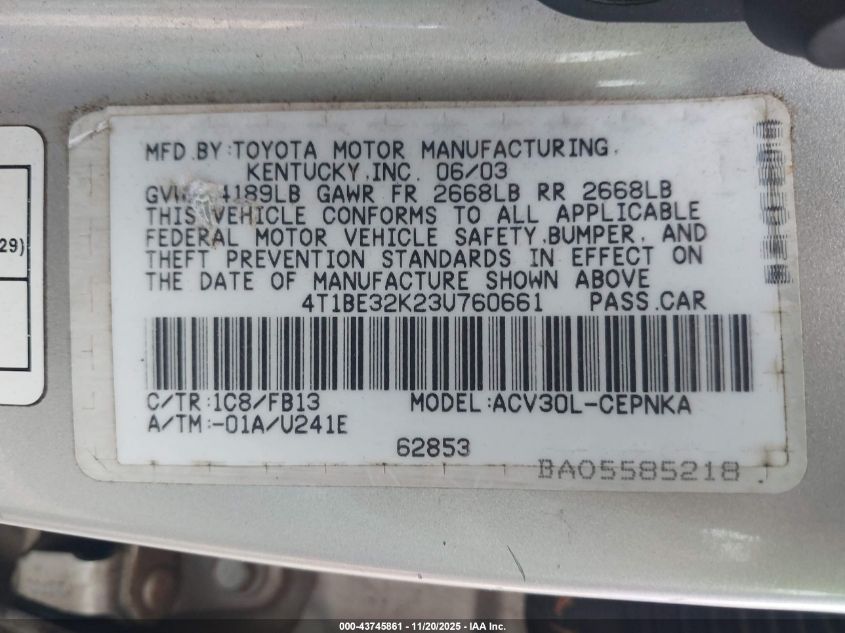 MFD.BY:TOYOTA MOTOR MANUFACTURING,
KENTUCKY,INC. 06/03
4189LB GAWR FR 2668LB RR 2668LB
THIS VEHICLE CONFORMS TO ALL APPLICABLE
FEDERAL MOTOR VEHICLE SAFETY,BUMPER, AND
THEFT PREVENTION STANDARDS IN EFFECT ON
THE DATE OF MANUFACTURE SHOWN ABOVE
4T1BE32K23U760661 PASS.CAR
C/TR:1C8/FB13 MODEL:ACV30L-CEPNKA
A/TM:-01A/U241E
62853
BA05585218
29)
000-43745861 - 11/20/2025 - IAA Inc.